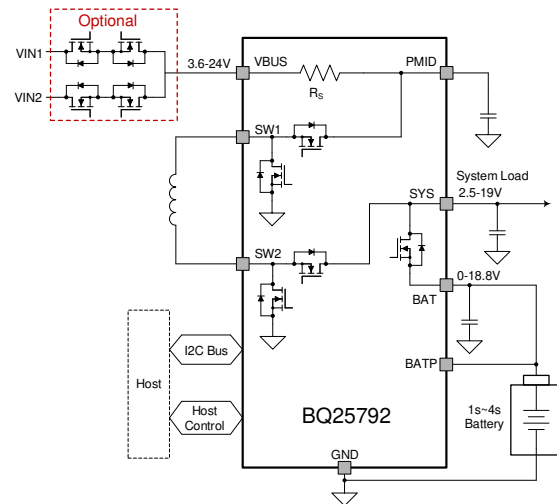 Optional
VIN1
VIN2
3.6-24V
VBUS
PMID
RS
SW1
System Load
SYS
2.5-19V
SW2
0-18.8V
BAT
I2C Bus
BATP
Host
1s~4s
Battery
Host
Control
BQ25792
GND